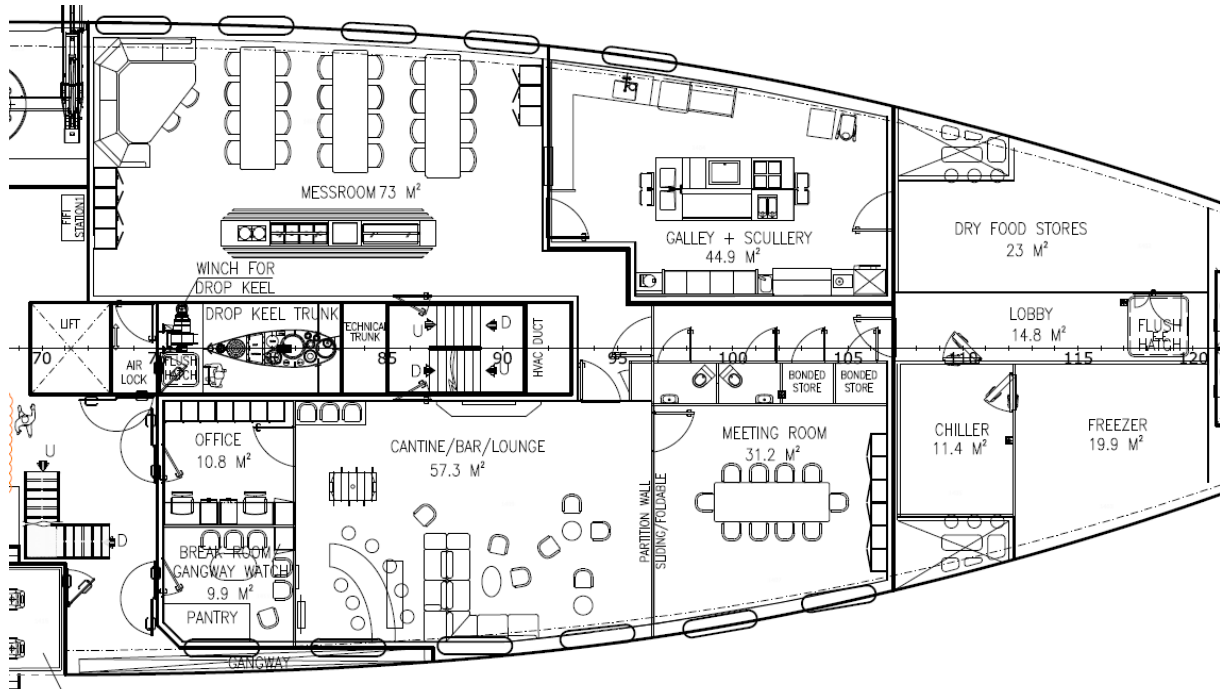 MESSROOM 73 M²
FIFI
STATION1
GALLEY + SCULLERY
44.9 M²
DRY FOOD STORES
23 M²
WINCH FOR
DROP KEEL
DROP KEEL TRUNK
LIFT
AIR
LOCK
FLUSH
HATCH
TECHNICAL
TRUNK
U
D
D
U
HVAC DUCT
LOBBY
14.8 M²
FLUSH
HATCH
70
85
90
95
100
105
110
115
120
BONDED
STORE
BONDED
STORE
OFFICE
10.8 M²
CANTINE/BAR/LOUNGE
57.3 M²
MEETING ROOM
31.2 M²
CHILLER
11.4 M²
FREEZER
19.9 M²
PARTITION WALL
SLIDING/FOLDABLE
U
D
BREAK ROOM/
GANGWAY WATCH
9.9 M²
PANTRY
GANGWAY